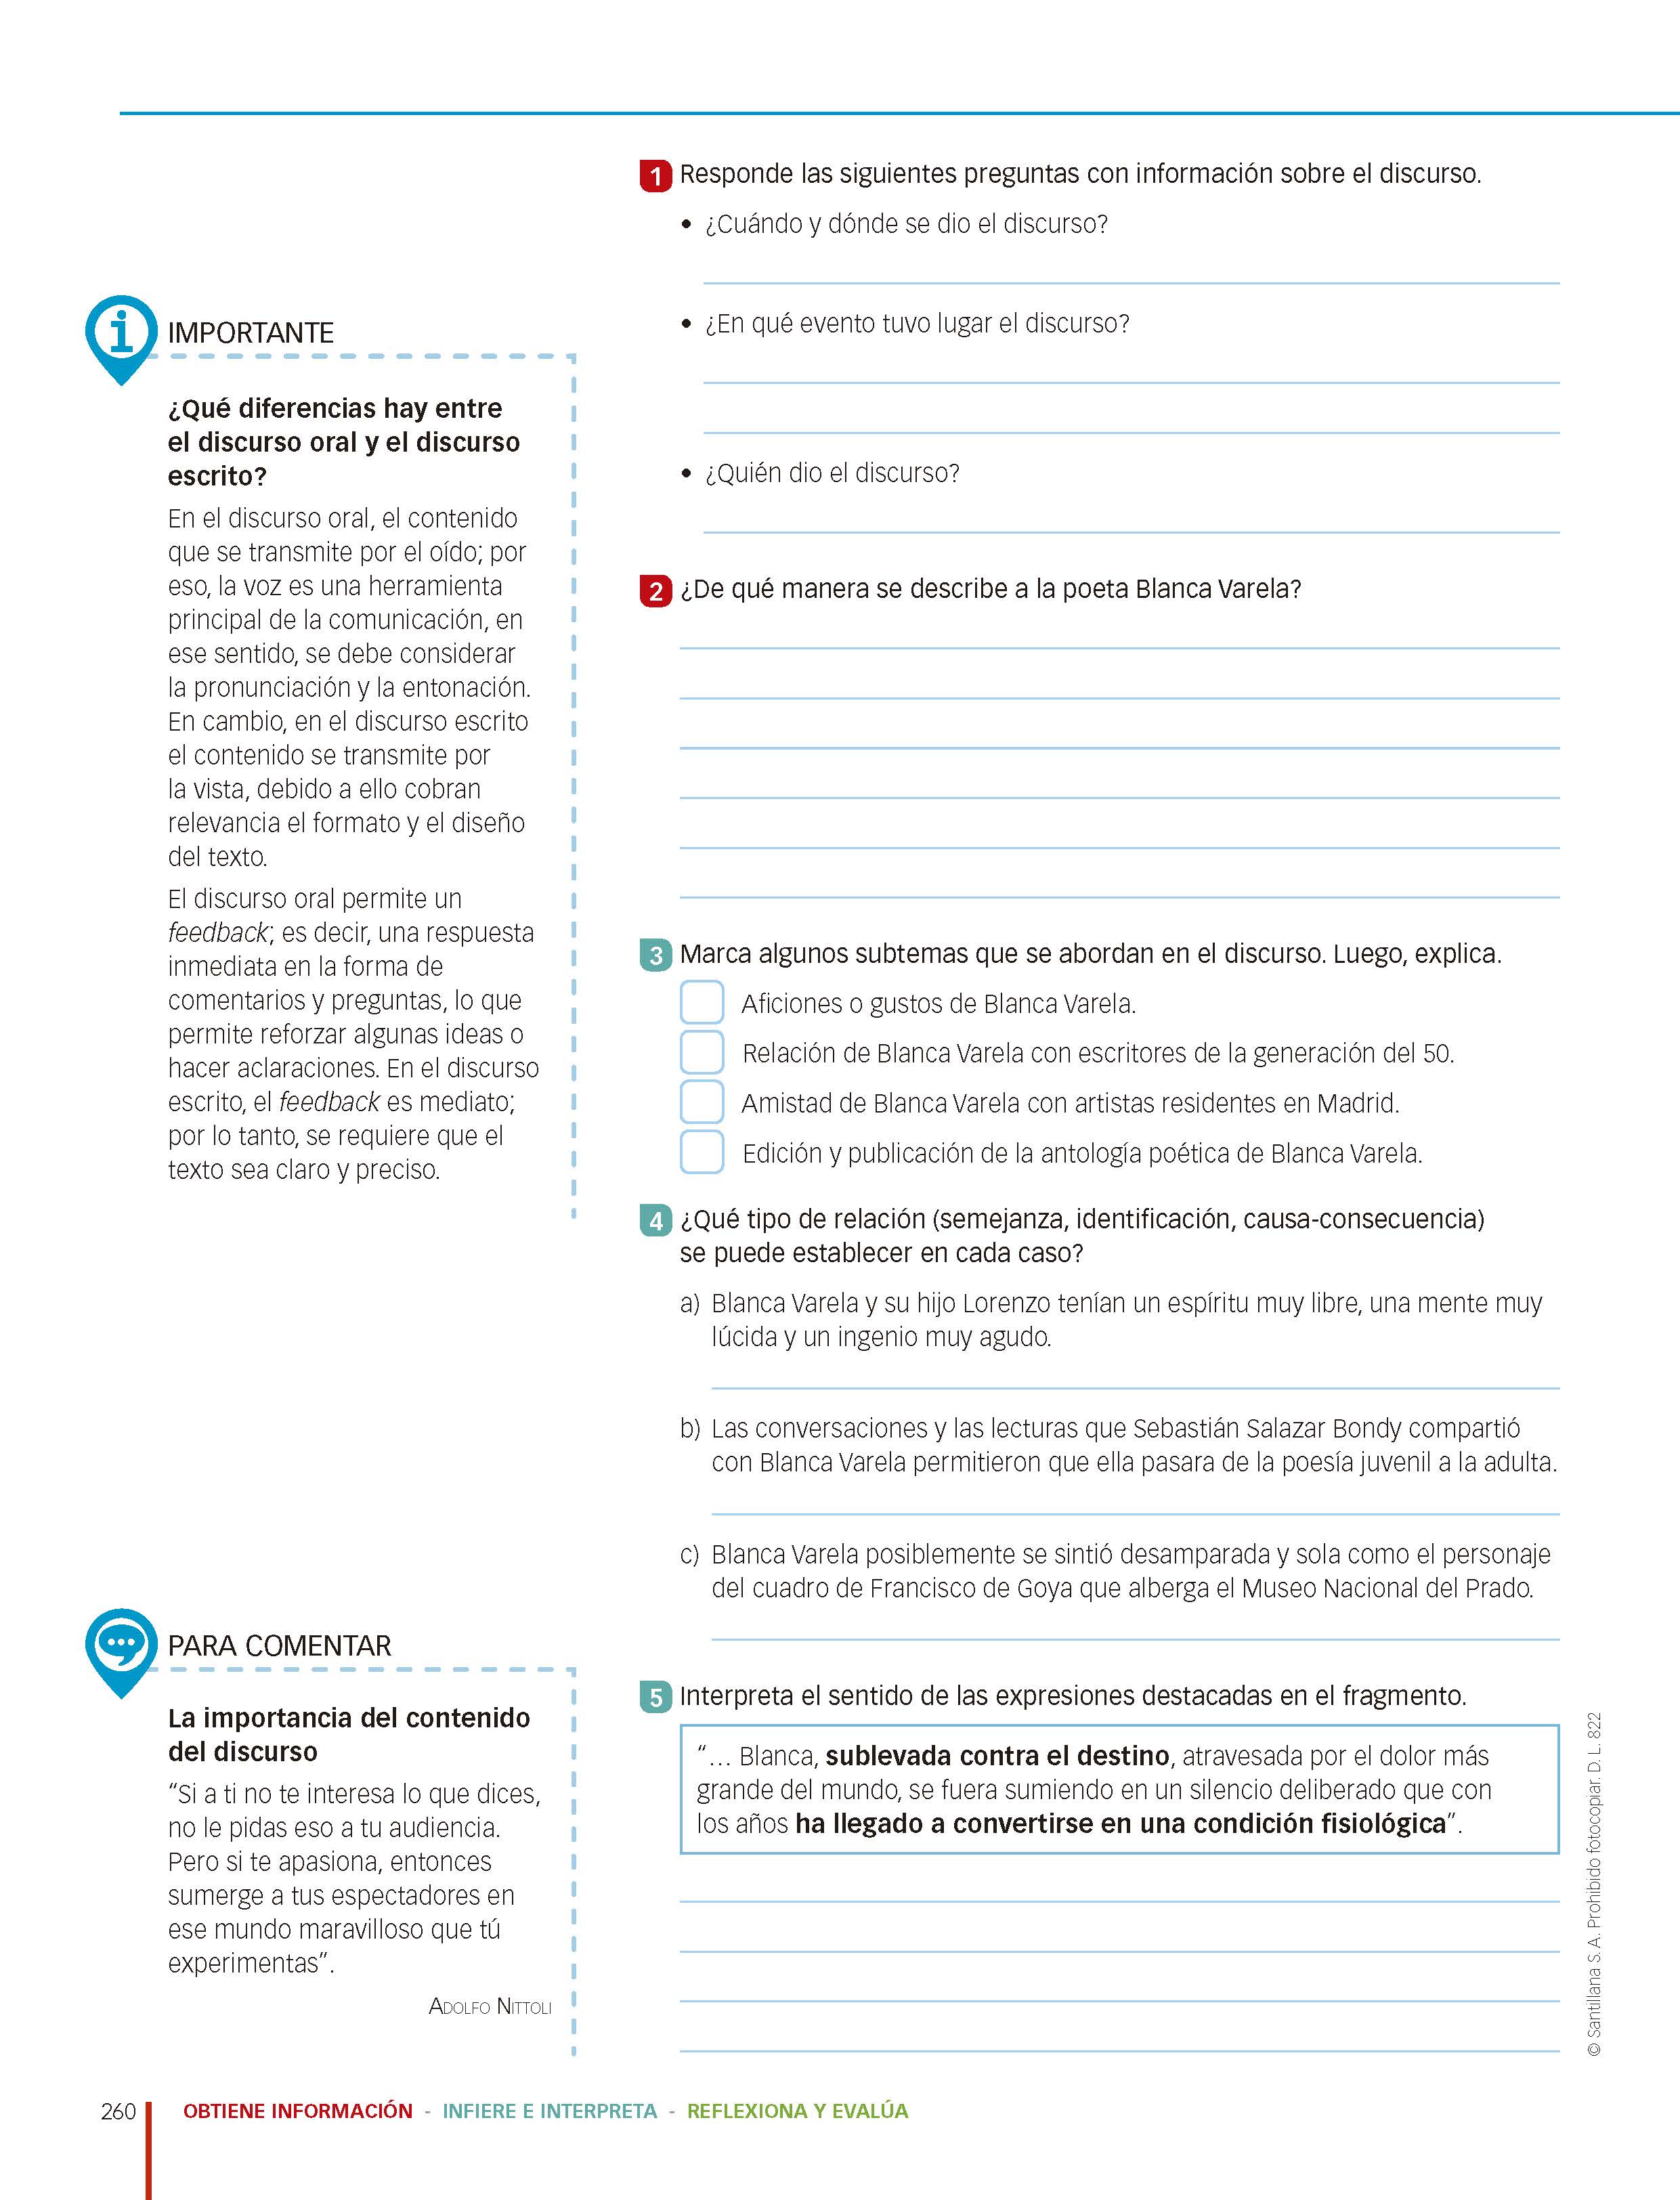 1 Responde las siguientes preguntas con información sobre el discurso.
• ¿Cuándo y dónde se dio el discurso?
• ¿En qué evento tuvo lugar el discurso?
• ¿Quién dio el discurso?
2 ¿De qué manera se describe a la poeta Blanca Varela?
3 Marca algunos subtemas que se abordan en el discurso. Luego, explica.
Aficiones o gustos de Blanca Varela.
Relación de Blanca Varela con escritores de la generación del 50.
Amistad de Blanca Varela con artistas residentes en Madrid.
Edición y publicación de la antología poética de Blanca Varela.
4 ¿Qué tipo de relación (semejanza, identificación, causa-consecuencia)
se puede establecer en cada caso?
a) Blanca Varela y su hijo Lorenzo tenían un espíritu muy libre, una mente muy
lúcida y un ingenio muy agudo.
b) Las conversaciones y las lecturas que Sebastián Salazar Bondy compartió
con Blanca Varela permitieron que ella pasara de la poesía juvenil a la adulta.
c) Blanca Varela posiblemente se sintió desamparada y sola como el personaje
del cuadro de Francisco de Goya que alberga el Museo Nacional del Prado.
5 Interpreta el sentido de las expresiones destacadas en el fragmento.
“… Blanca, sublevada contra el destino, atravesada por el dolor más
grande del mundo, se fuera sumiendo en un silencio deliberado que con
los años ha llegado a convertirse en una condición fisiológica”.
IMPORTANTE
¿Qué diferencias hay entre
el discurso oral y el discurso
escrito?
En el discurso oral, el contenido
que se transmite por el oído; por
eso, la voz es una herramienta
principal de la comunicación, en
ese sentido, se debe considerar
la pronunciación y la entonación.
En cambio, en el discurso escrito
el contenido se transmite por
la vista, debido a ello cobran
relevancia el formato y el diseño
del texto.
El discurso oral permite un
feedback; es decir, una respuesta
inmediata en la forma de
comentarios y preguntas, lo que
permite reforzar algunas ideas o
hacer aclaraciones. En el discurso
escrito, el feedback es mediato;
por lo tanto, se requiere que el
texto sea claro y preciso.
PARA COMENTAR
La importancia del contenido
del discurso
“Si a ti no te interesa lo que dices,
no le pidas eso a tu audiencia.
Pero si te apasiona, entonces
sumerge a tus espectadores en
ese mundo maravilloso que tú
experimentas”.
Adolfo Nittoli
© Santillana S. A. Prohibido fotocopiar. D. L. 822
260 OBTIENE INFORMACIÓN - INFIERE E INTERPRETA - REFLEXIONA Y EVALÚA